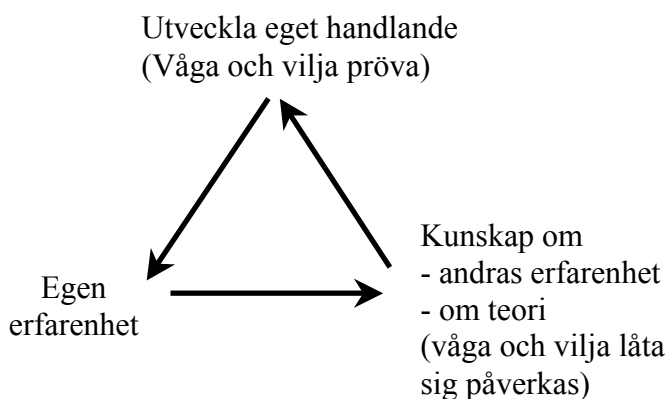 Utveckla eget handlande
(Våga och vilja pröva)
Egen
erfarenhet
Kunskap om
- andras erfarenhet
- om teori
(våga och vilja låta
sig påverkas)